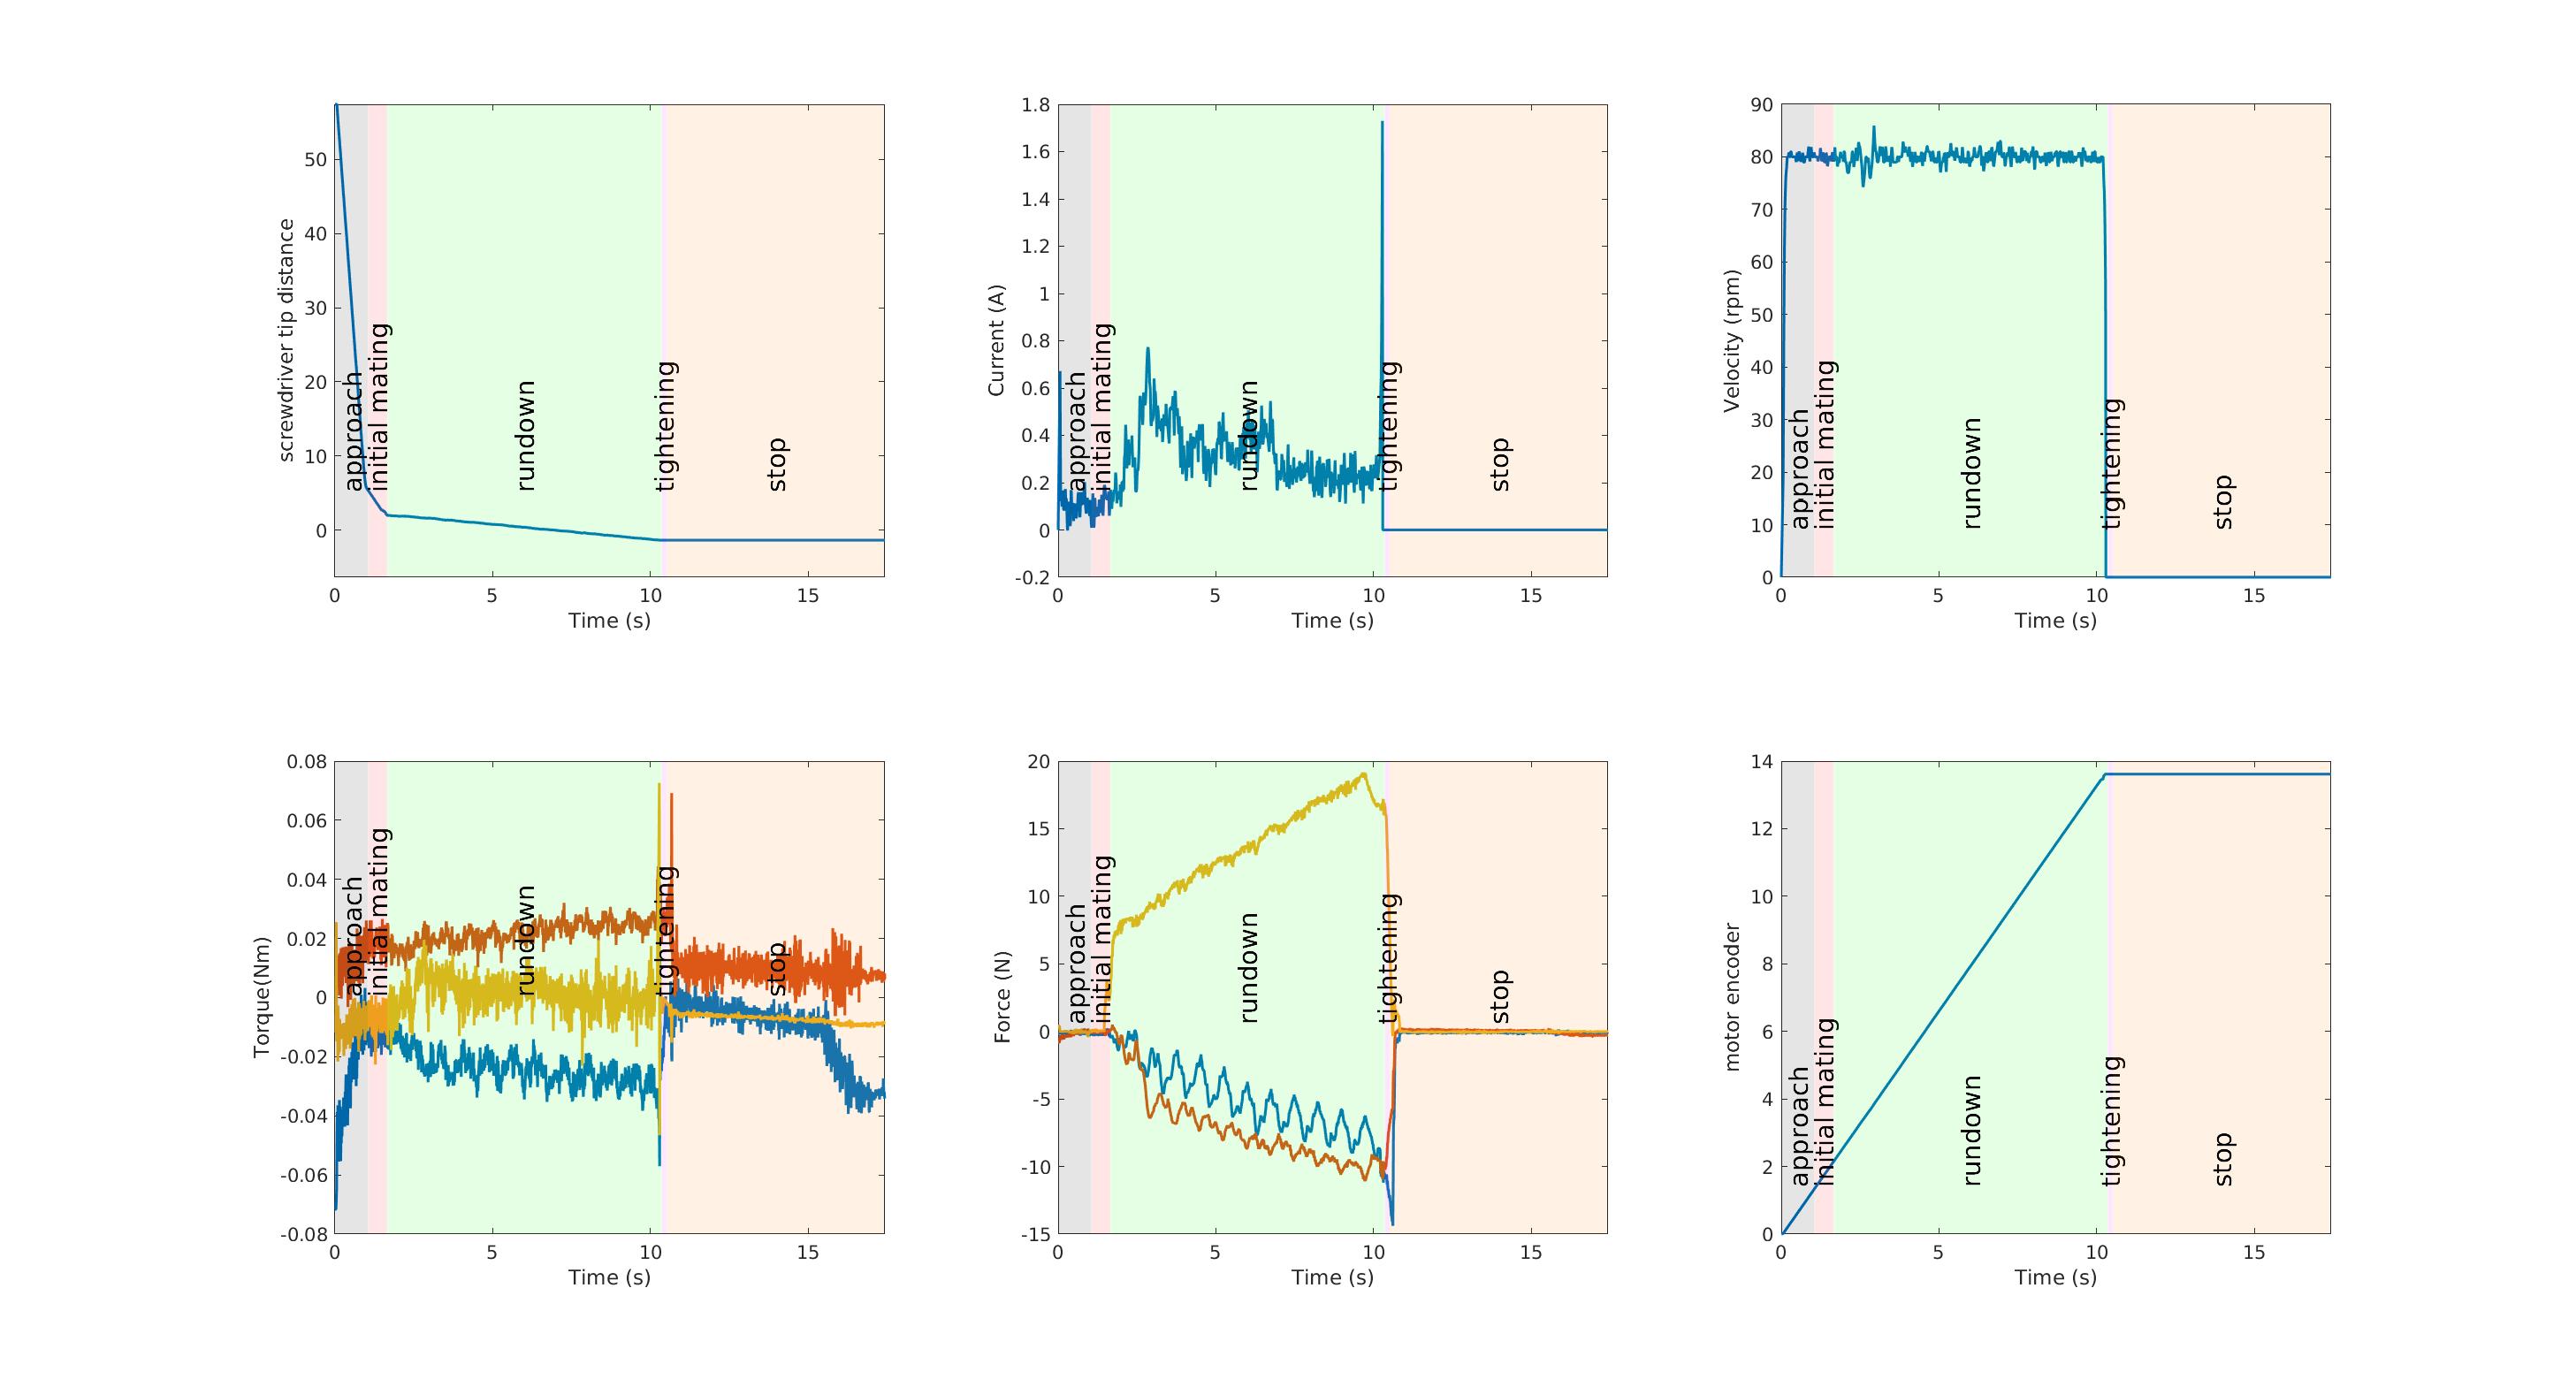 screwdriver tip distance
50
40
30
20
10
0
approach
initial mating
rundown
tightening
stop
0 5 10 15
Time (s)
Current (A)
1.8
1.6
1.4
1.2
1
0.8
0.6
0.4
0.2
0
-0.2
approach
initial mating
rundown
tightening
stop
0 5 10 15
Time (s)
Velocity (rpm)
90
80
70
60
50
40
30
20
10
0
approach
initial mating
rundown
tightening
stop
0 5 10 15
Time (s)
Torque(Nm)
0.08
0.06
0.04
0.02
0
-0.02
-0.04
-0.06
-0.08
approach
initial mating
rundown
tightening
stop
0 5 10 15
Time (s)
Force (N)
20
15
10
5
0
-5
-10
-15
approach
initial mating
rundown
tightening
stop
0 5 10 15
Time (s)
motor encoder
14
12
10
8
6
4
2
0
approach
initial mating
rundown
tightening
stop
0 5 10 15
Time (s)